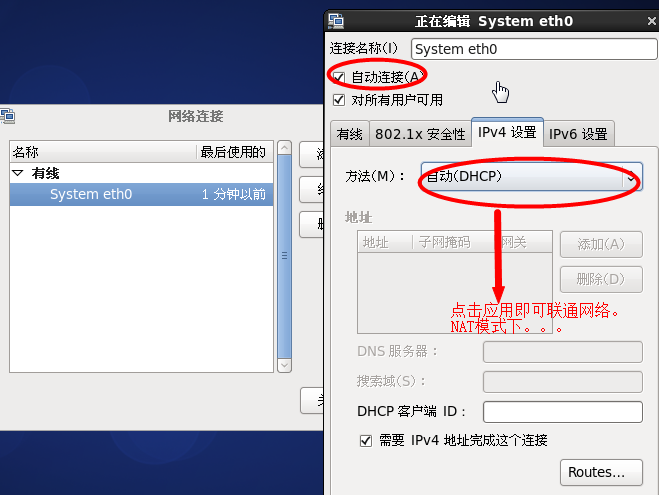 正在编辑 System eth0
连接名称(I)
System eth0
自动连接(A)
对所有用户可用
有线
802.1x 安全性
IPv4 设置
IPv6 设置
方法(M)：
自动(DHCP)
地址
地址
子网掩码
网关
添加(A)
删除(D)
点击应用即可联通网络。
NAT模式下。。。
DNS 服务器：
搜索域(S)：
DHCP 客户端 ID：
需要 IPv4 地址完成这个连接
Routes…
网络连接
名称
最后使用的
有线
System eth0
1 分钟以前